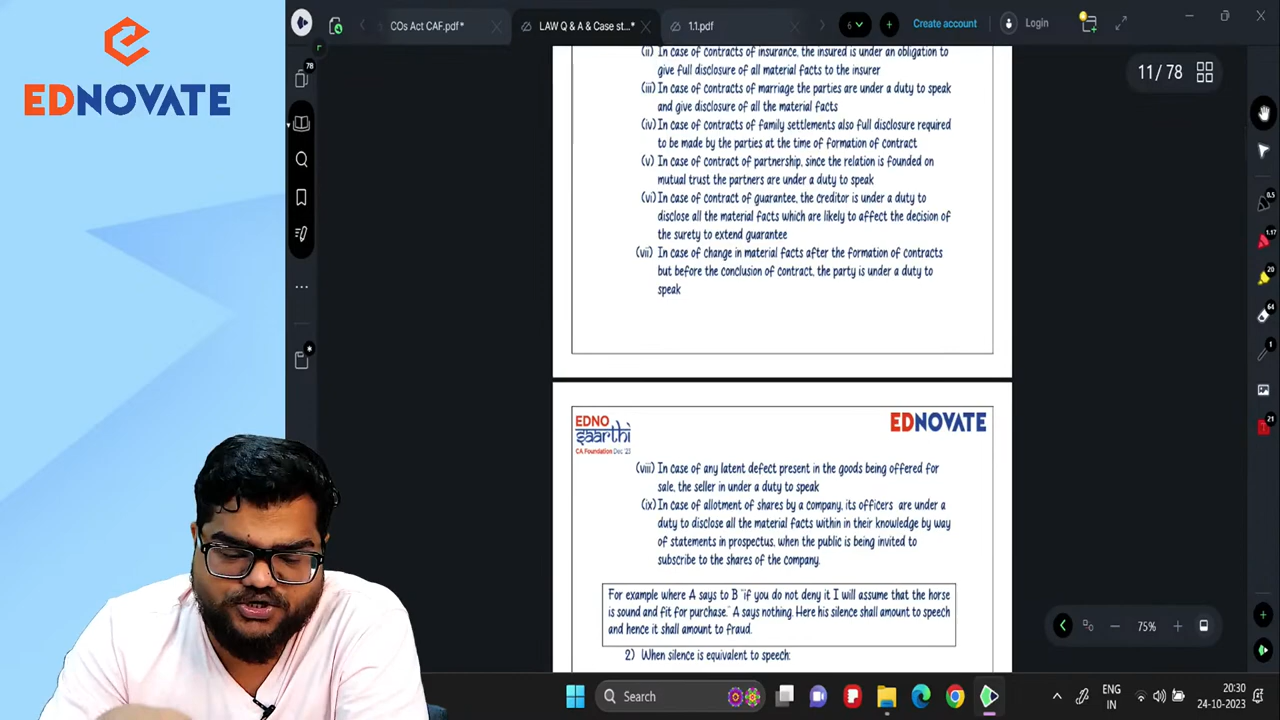 EDNOVATE
COs Act CAF.pdf*
LAW Q & A & Case st...*
1.1.pdf
6
Create account
Login
78
11 / 78
(ii) In case of contracts of insurance, the insured is under an obligation to
give full disclosure of all material facts to the insurer
(iii) In case of contracts of marriage the parties are under a duty to speak
and give disclosure of all the material facts
(iv) In case of contracts of family settlements also full disclosure required
to be made by the parties at the time of formation of contract
(v) In case of contract of partnership, since the relation is founded on
mutual trust the partners are under a duty to speak
(vi) In case of contract of guarantee, the creditor is under a duty to
disclose all the material facts which are likely to affect the decision of
the surety to extend guarantee
(vii) In case of change in material facts after the formation of contracts
but before the conclusion of contract, the party is under a duty to
speak
EDNO
saarthi
CA Foundation Dec '23
EDNOVATE
(viii) In case of any latent defect present in the goods being offered for
sale, the seller in under a duty to speak
(ix) In case of allotment of shares by a company, its officers are under a
duty to disclose all the material facts within in their knowledge by way
of statements in prospectus, when the public is being invited to
subscribe to the shares of the company.
For example where A says to B "if you do not deny it I will assume that the horse
is sound and fit for purchase." A says nothing. Here his silence shall amount to speech
and hence it shall amount to fraud.
2) When silence is equivalent to speech:
0.5
1.17
20
64
1
21
75%
Search
ENG
IN
20:30
24-10-2023